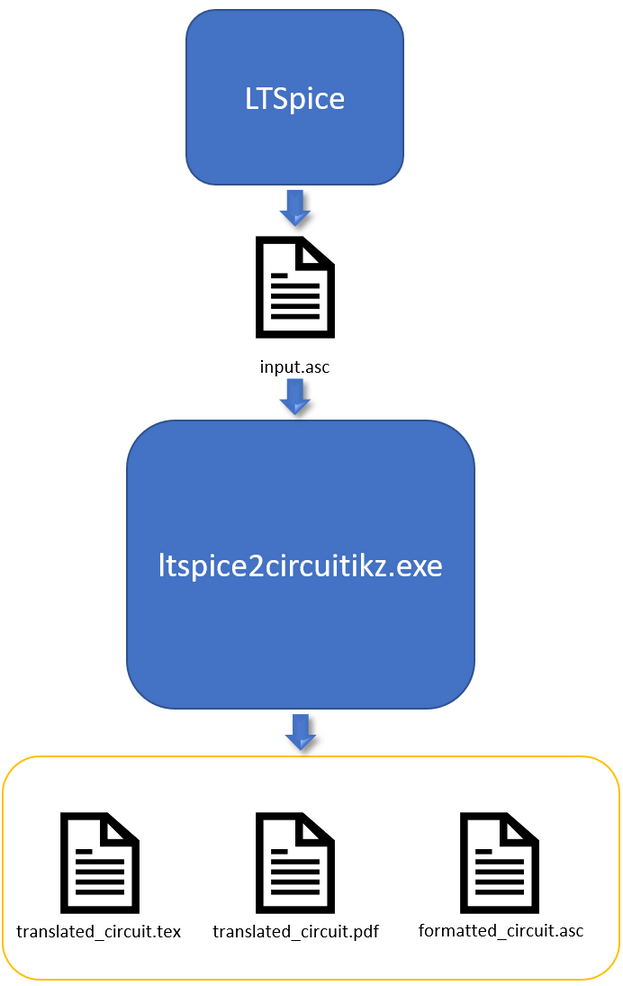 LTSpice
input.asc
ltspice2circuitikz.exe
translated_circuit.tex
translated_circuit.pdf
formatted_circuit.asc